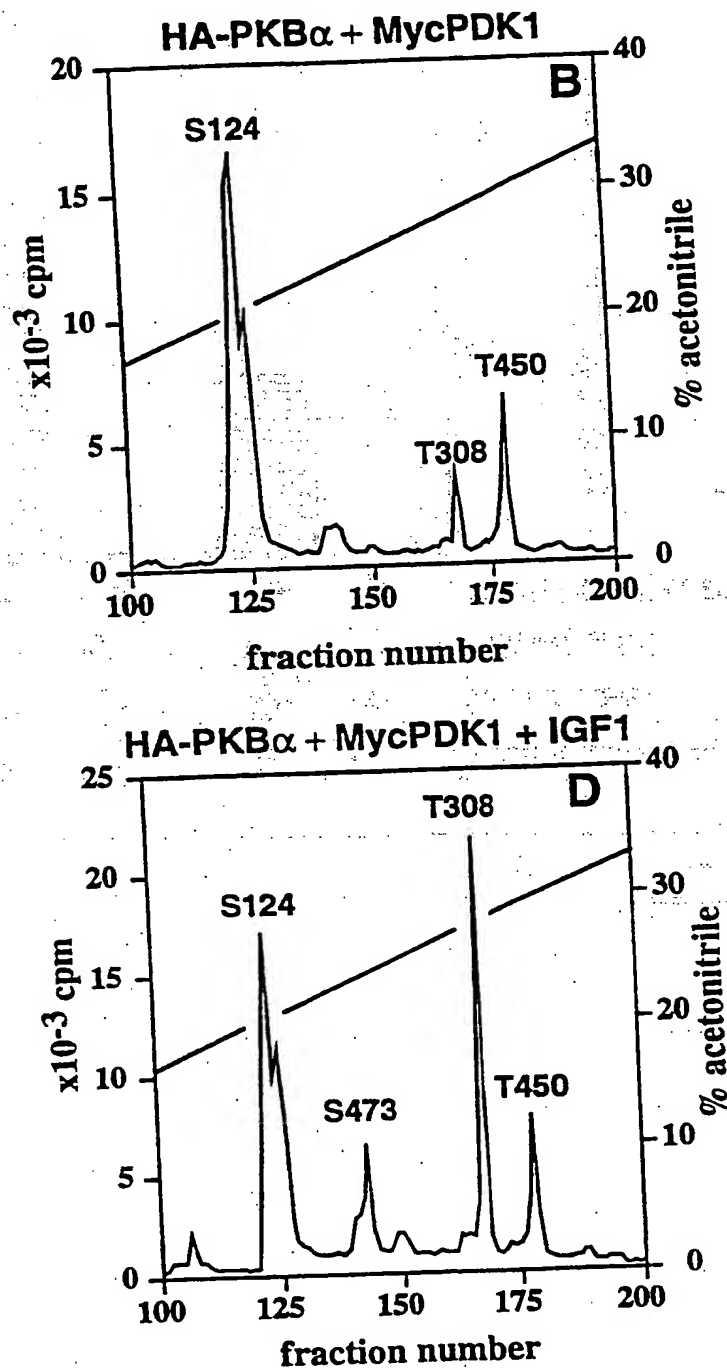 HA-PKBα + MycPDK1
B
20
15
10
5
0
x10-3 cpm
S124
T308
T450
40
30
20
10
0
% acetonitrile
100 125 150 175 200
fraction number
HA-PKBα + MycPDK1 + IGF1
D
25
20
15
10
5
0
x10-3 cpm
S124
S473
T308
T450
40
30
20
10
0
% acetonitrile
100 125 150 175 200
fraction number